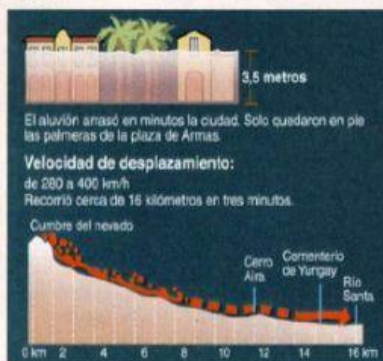 3,5 metros
El aluvión arrasó en minutos la ciudad. Solo quedaron en pie
las palmeras de la plaza de Armas.
Velocidad de desplazamiento:
de 280 a 400 km/h
Recorrió cerca de 16 kilómetros en tres minutos.
Cumbre del nevado
Cerro
Aira
Cementerio
de Yungay
Río
Santa
0 km 2 4 6 8 10 12 14 16 km